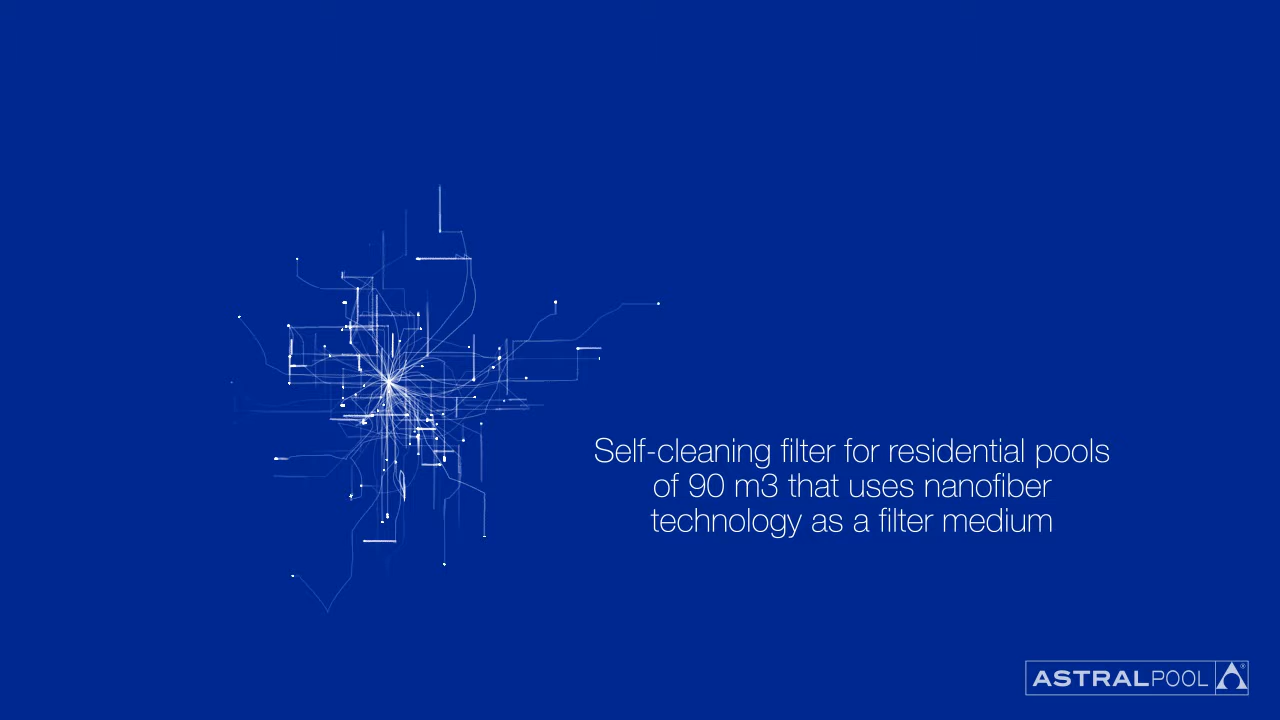 Self-cleaning filter for residential pools
of 90 m3 that uses nanofiber
technology as a filter medium
ASTRALPOOL